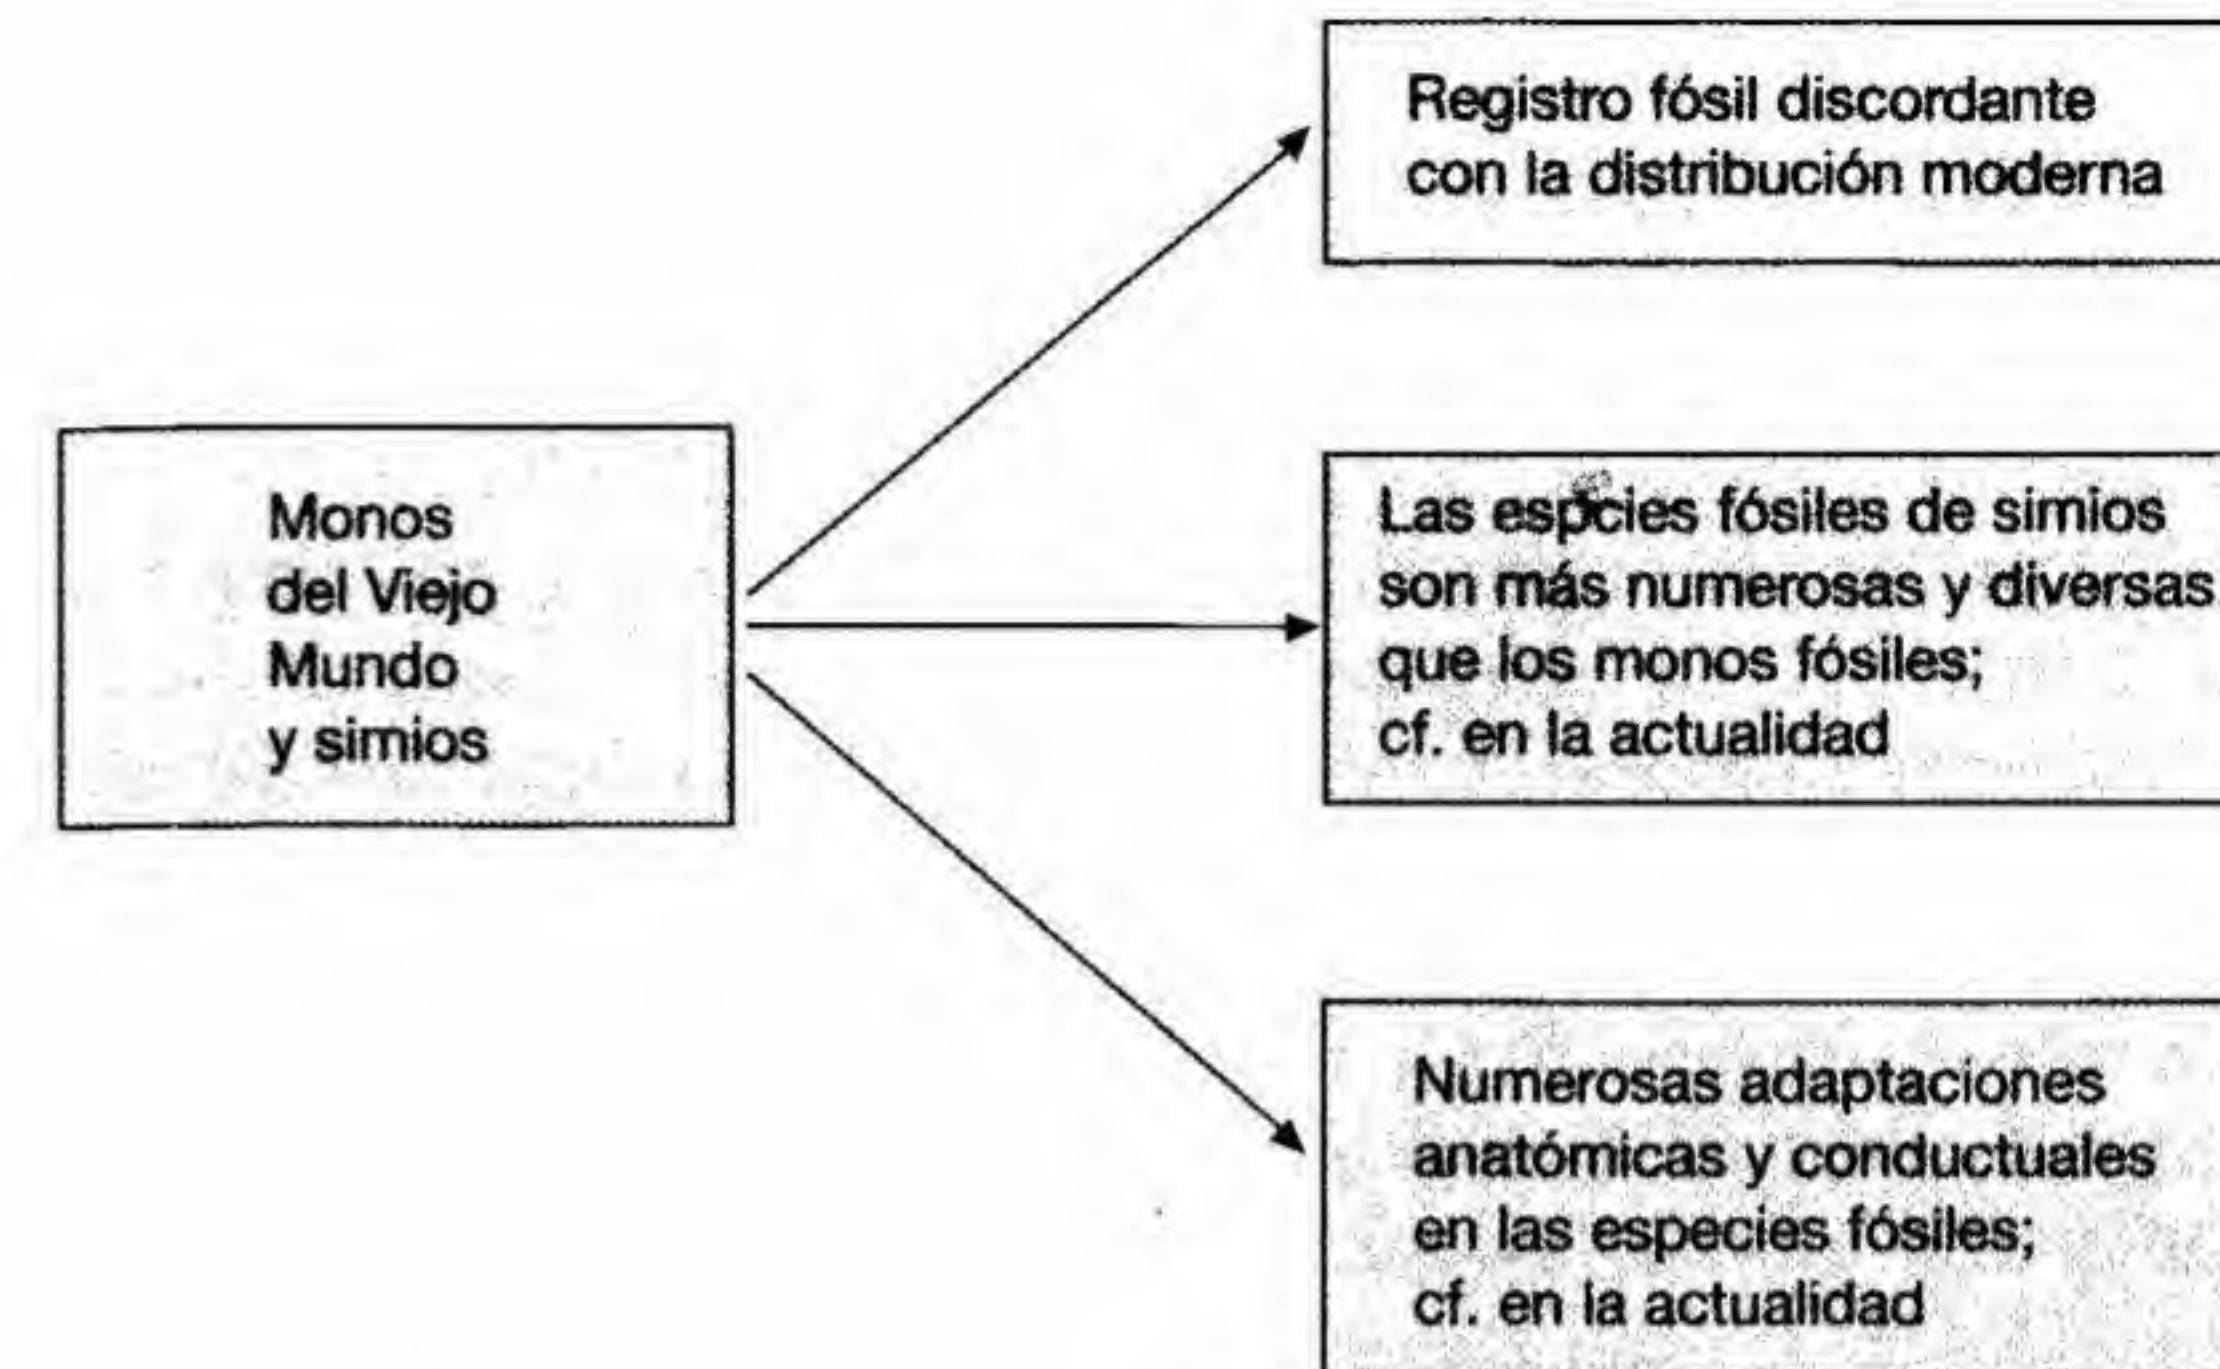 Registro fósil discordante
con la distribución moderna
Monos
del Viejo
Mundo
y simios
Las especies fósiles de simios
son más numerosas y diversas
que los monos fósiles;
cf. en la actualidad
Numerosas adaptaciones
anatómicas y conductuales
en las especies fósiles;
cf. en la actualidad